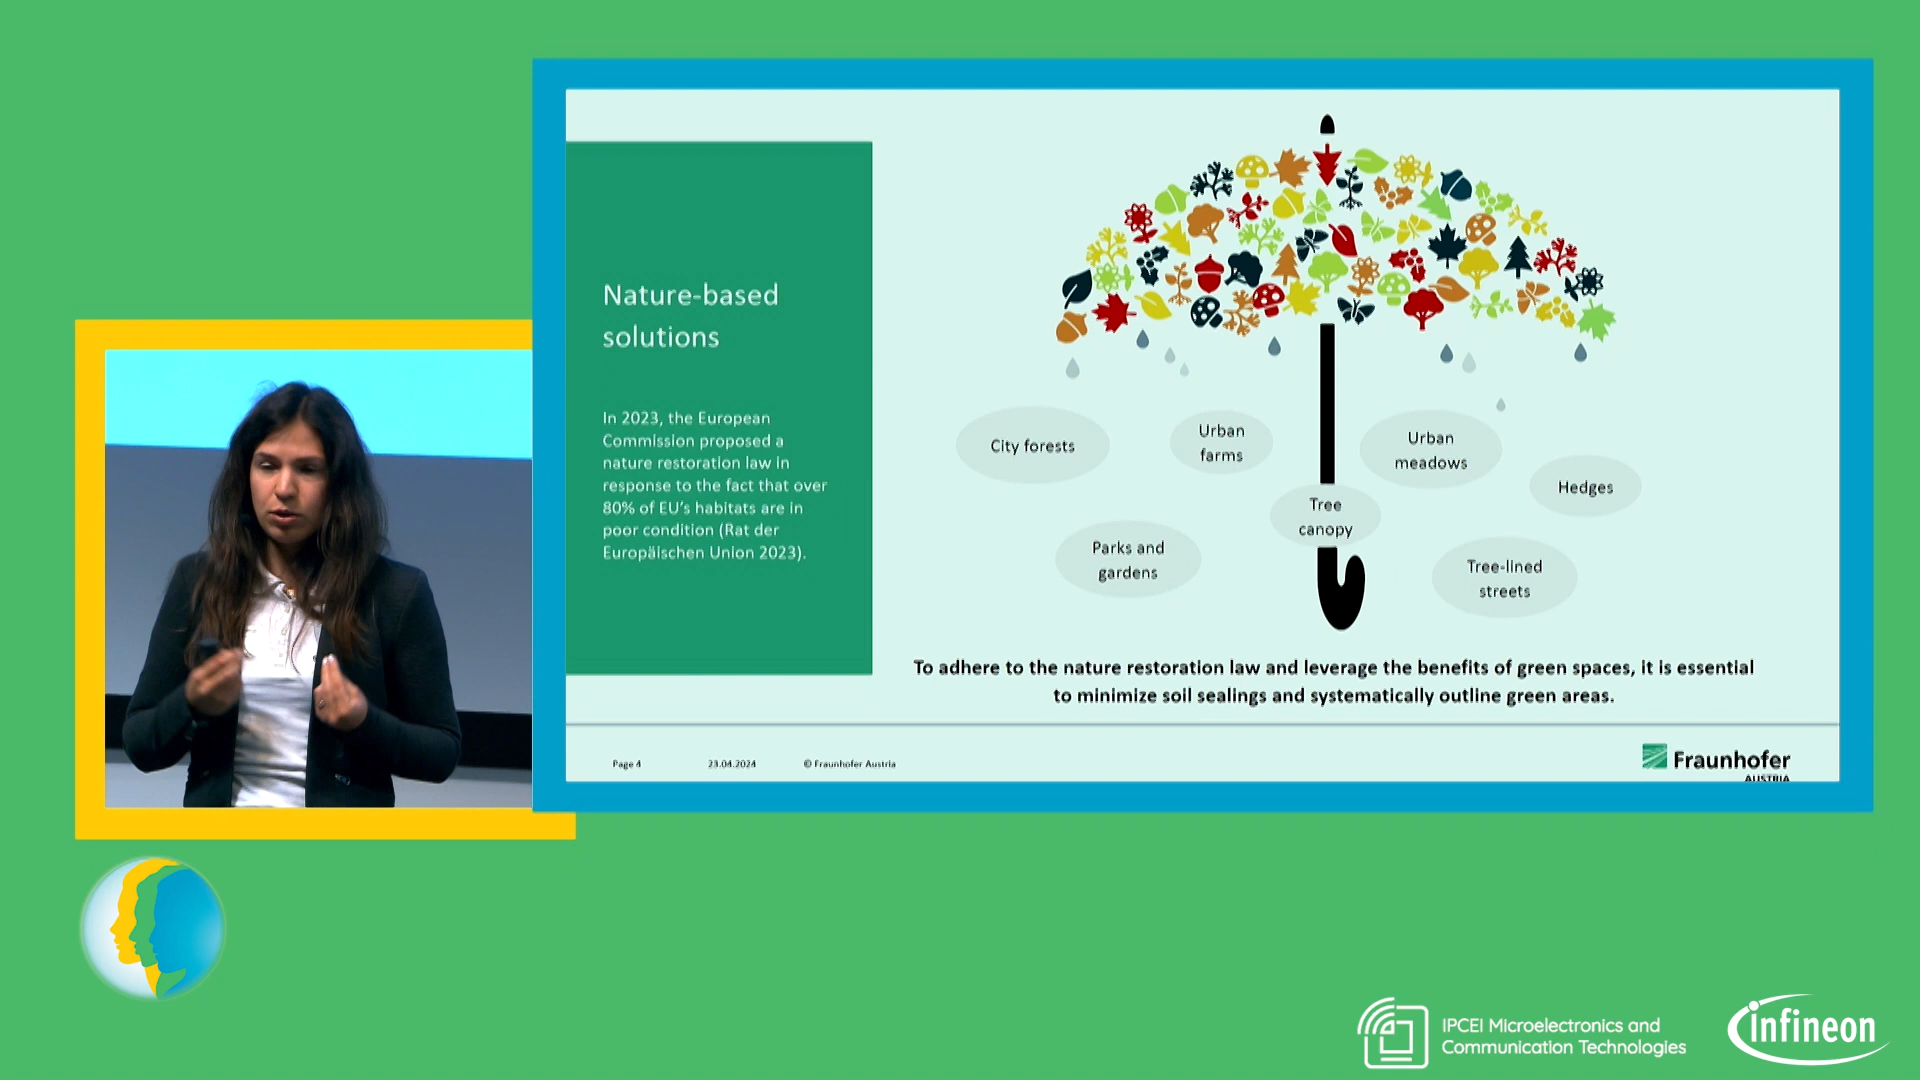 Nature-based
solutions
In 2023, the European
Commission proposed a
nature restoration law in
response to the fact that over
80% of EU's habitats are in
poor condition (Rat der
Europäischen Union 2023).
City forests
Urban
farms
Urban
meadows
Hedges
Tree
canopy
Parks and
gardens
Tree-lined
streets
To adhere to the nature restoration law and leverage the benefits of green spaces, it is essential
to minimize soil sealings and systematically outline green areas.
Page 4
23.04.2024
© Fraunhofer Austria
Fraunhofer
AUSTRIA
IPCEI Microelectronics and
Communication Technologies
infineon